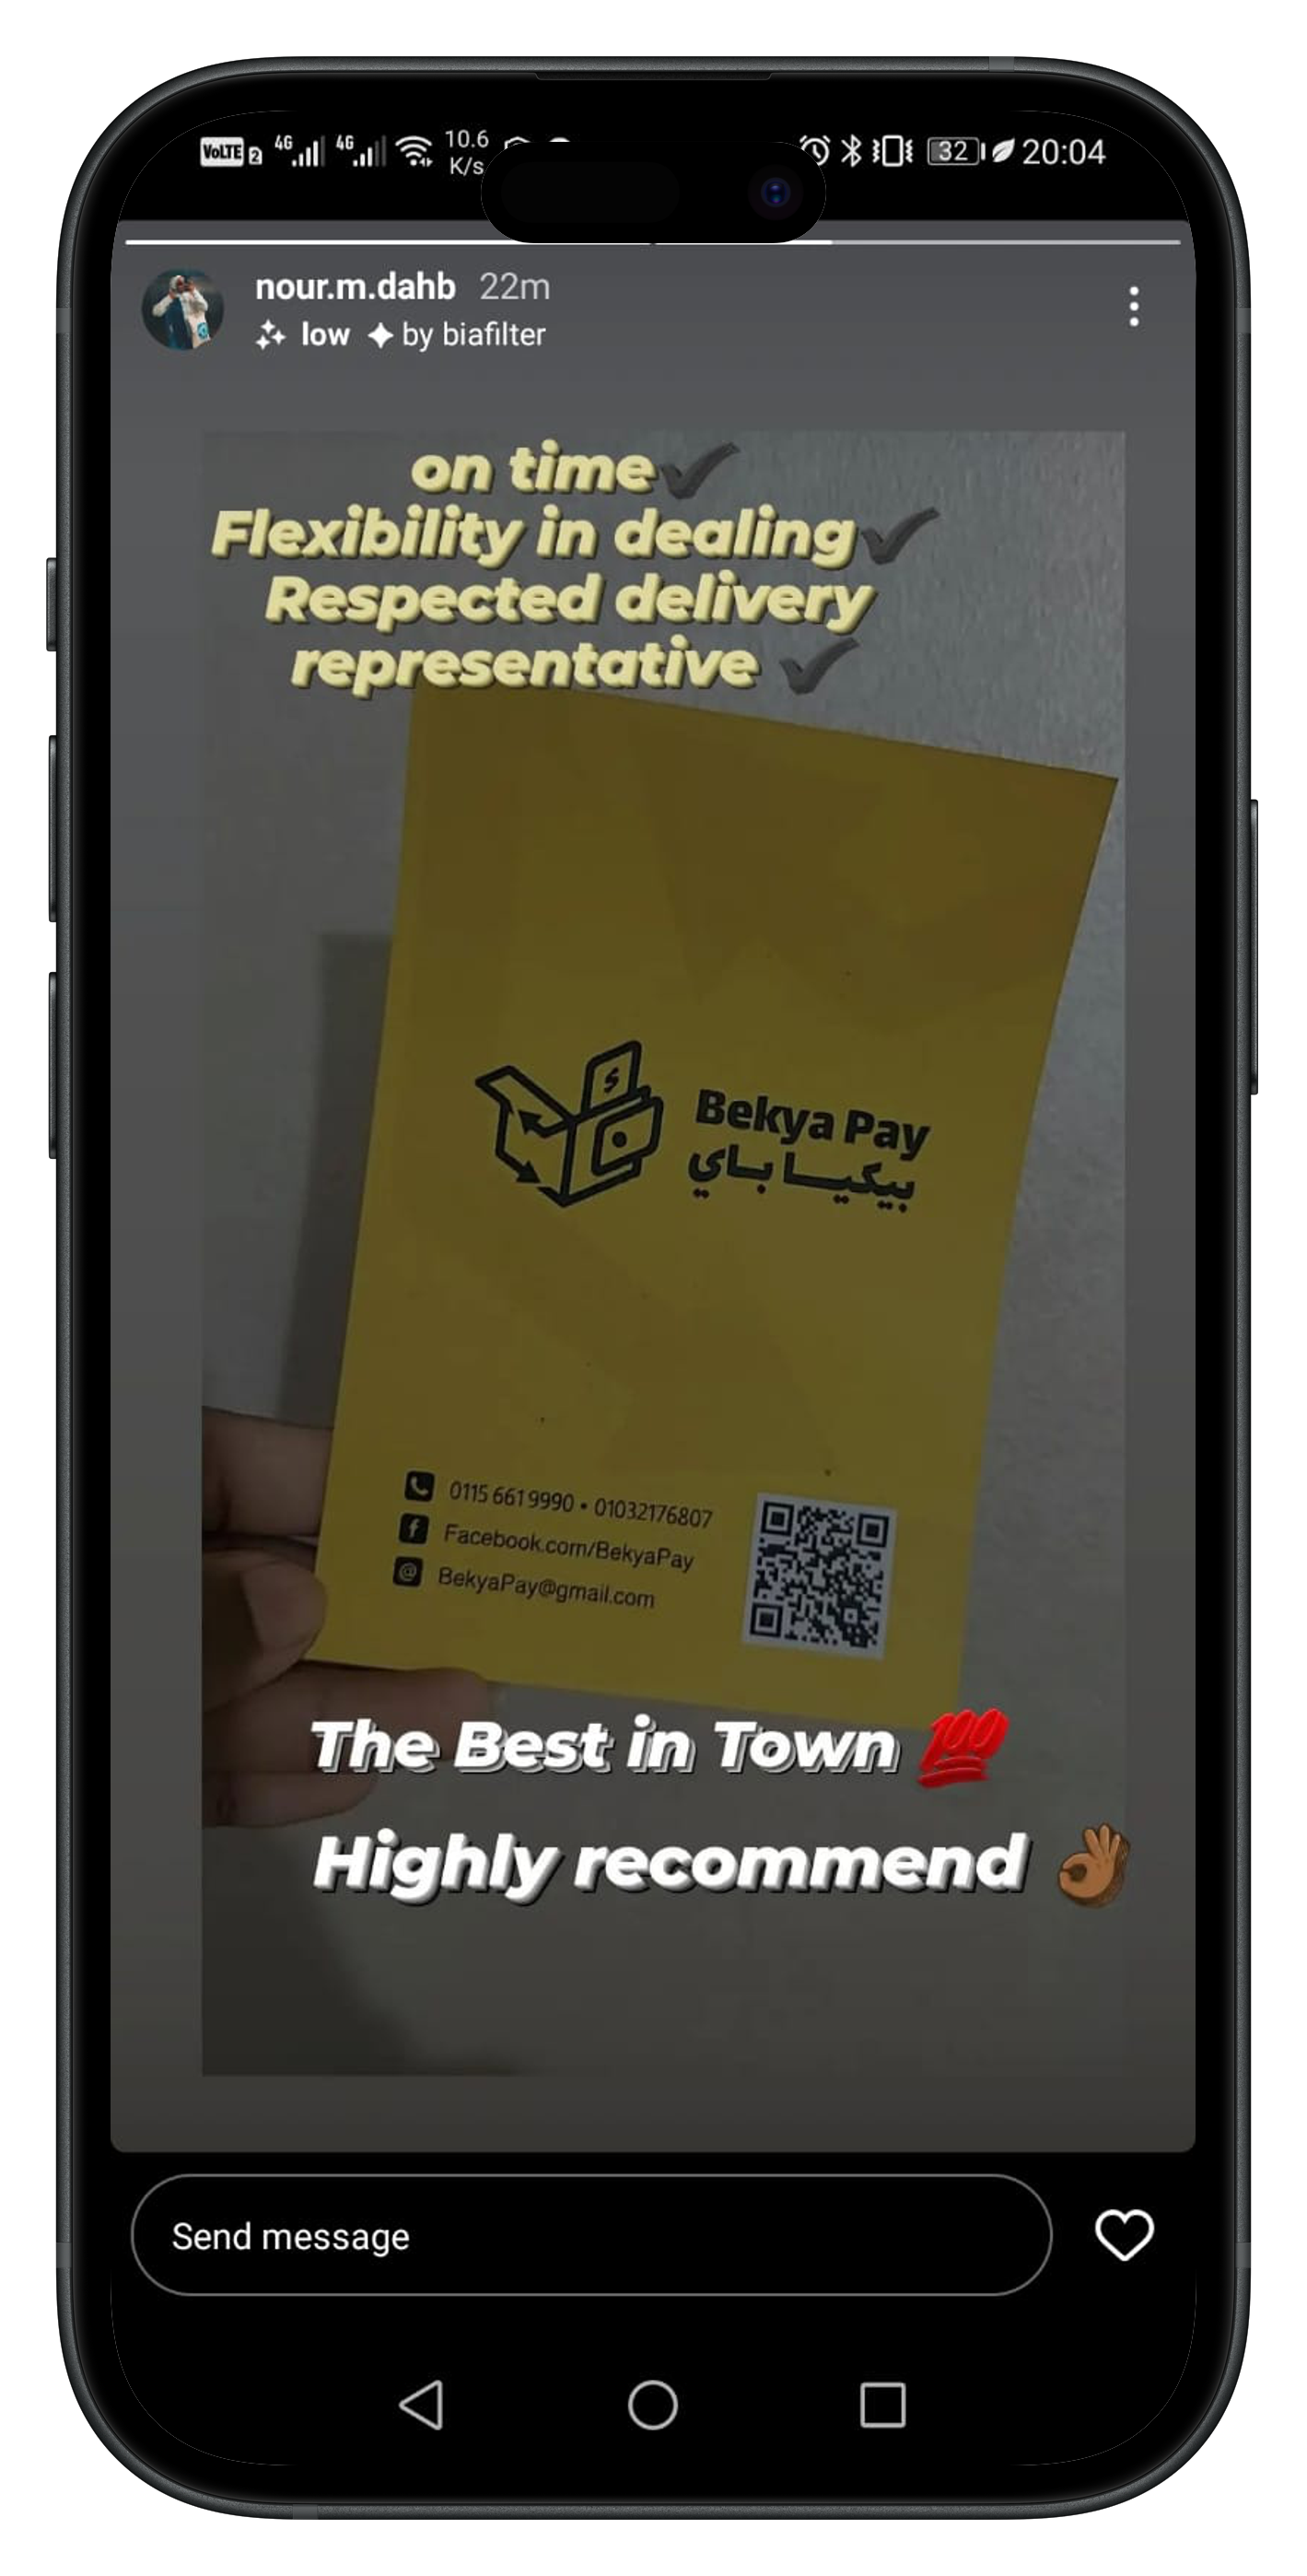 VoLTE 2 4G 4G 10.6 K/s 32 20:04
nour.m.dahb 22m
low by biafilter
on time✔
Flexibility in dealing✔
Respected delivery
representative ✔
$
Bekya Pay
بيكيا باي
0115 661 9990 • 01032176807
Facebook.com/BekyaPay
BekyaPay@gmail.com
The Best in Town 💯
Highly recommend 👌🏾
Send message